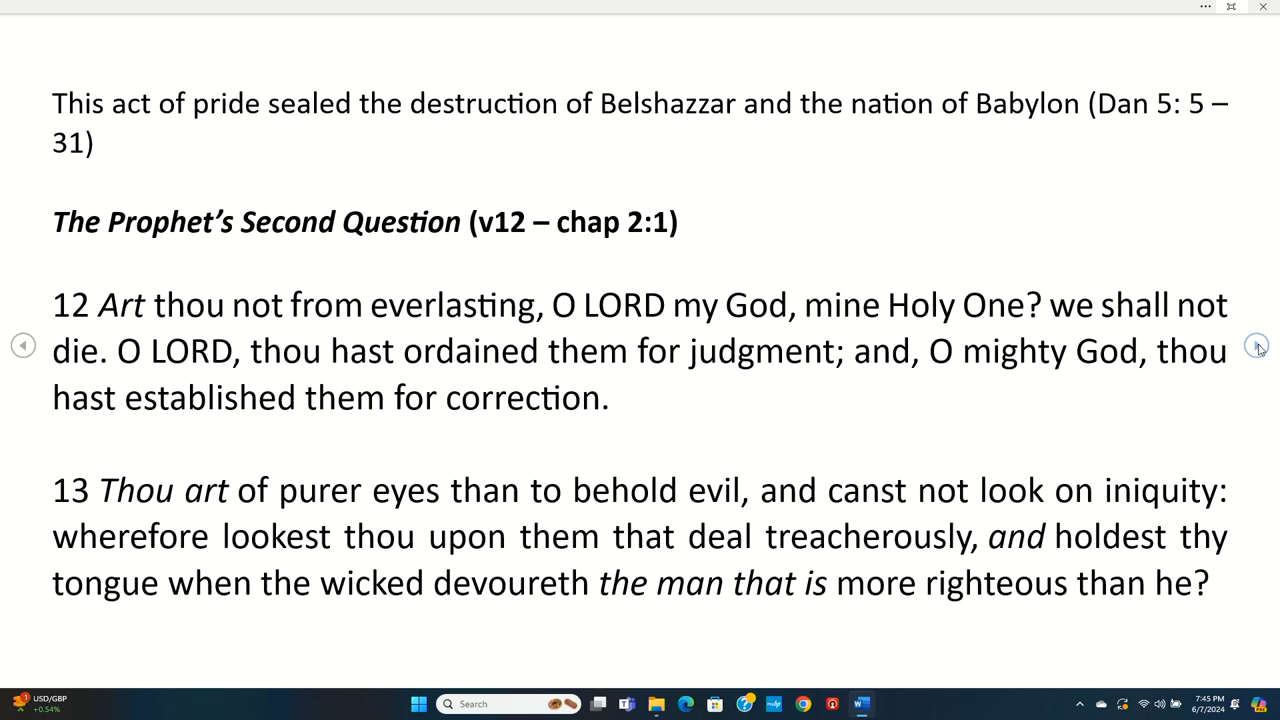 This act of pride sealed the destruction of Belshazzar and the nation of Babylon (Dan 5: 5 –
31)
The Prophet’s Second Question (v12 – chap 2:1)
12 Art thou not from everlasting, O LORD my God, mine Holy One? we shall not
die. O LORD, thou hast ordained them for judgment; and, O mighty God, thou
hast established them for correction.
13 Thou art of purer eyes than to behold evil, and canst not look on iniquity:
wherefore lookest thou upon them that deal treacherously, and holdest thy
tongue when the wicked devoureth the man that is more righteous than he?
1
USD/GBP
+0.54%
Search
7:45 PM
6/7/2024